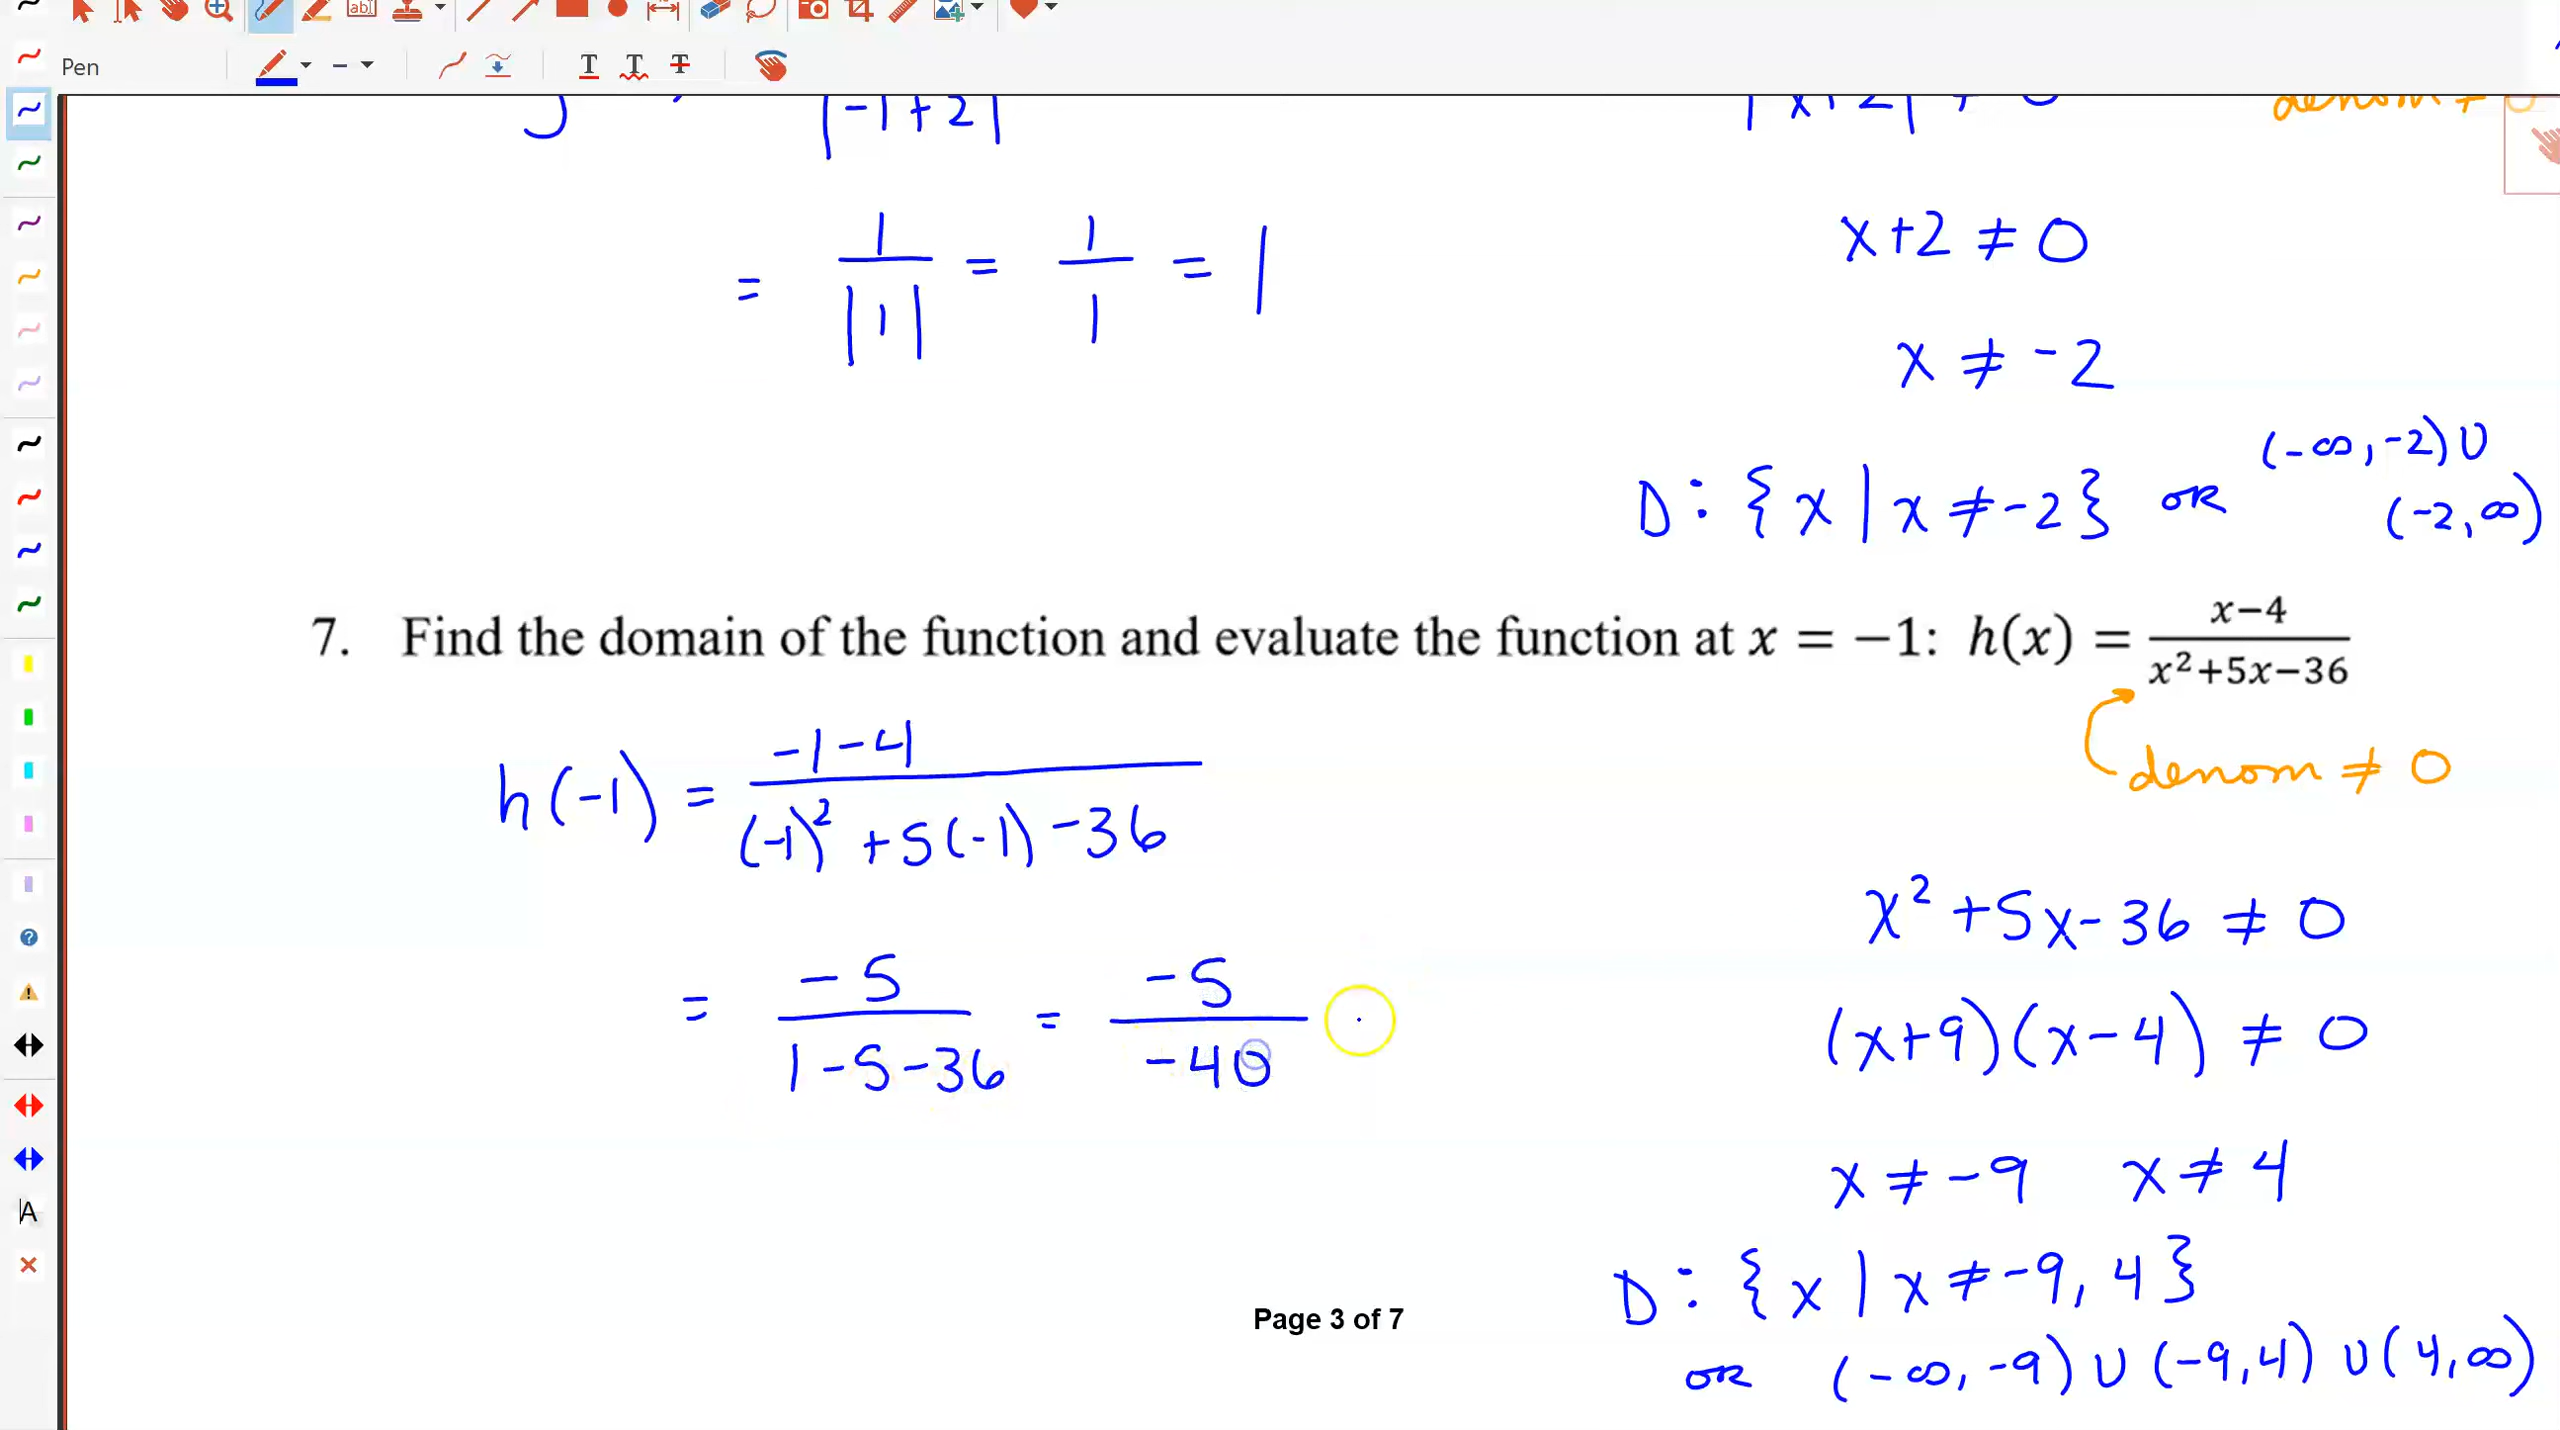 abI
Pen
T T T
|-1+2|
denom ≠ 0
= 1/|1| = 1/1 = 1
x+2 ≠ 0
x ≠ -2
D: {x | x ≠ -2} OR (-∞, -2) ∪
(-2, ∞)
7. Find the domain of the function and evaluate the function at x = −1: h(x) = x−4/x²+5x−36
denom ≠ 0
h(-1) = -1-4/(-1)² +5(-1) -36
= -5/1-5-36 = -5/-40
x² +5x-36 ≠ 0
(x+9)(x-4) ≠ 0
x ≠ -9 x ≠ 4
D: {x | x ≠ -9, 4}
OR (-∞, -9) ∪ (-9,4) ∪ (4,∞)
A
Page 3 of 7